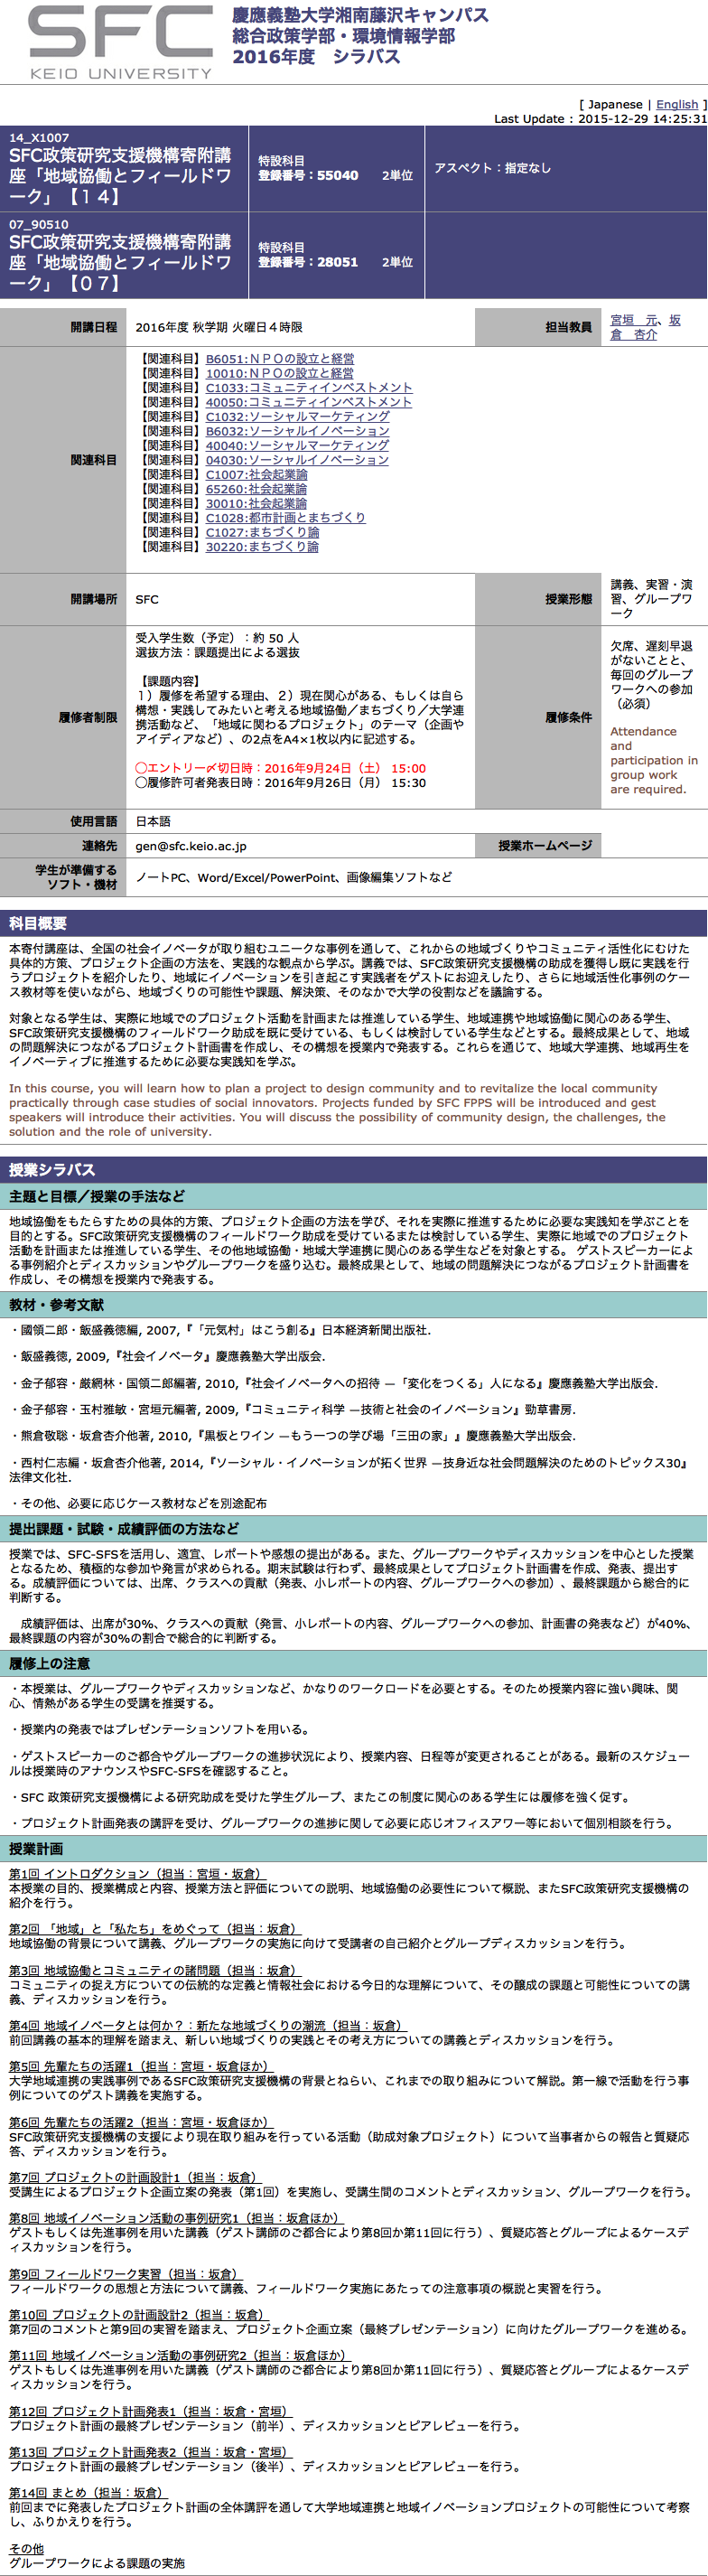 SFC
KEIO UNIVERSITY
慶應義塾大学湘南藤沢キャンパス
総合政策学部・環境情報学部
2016年度　シラバス
[ Japanese | English ]
Last Update : 2015-12-29 14:25:31
14_X1007
SFC政策研究支援機構寄附講
座「地域協働とフィールドワ
ーク」【１４】
特設科目
登録番号：55040　　2単位
アスペクト：指定なし
07_90510
SFC政策研究支援機構寄附講
座「地域協働とフィールドワ
ーク」【０７】
特設科目
登録番号：28051　　2単位
開講日程
2016年度 秋学期 火曜日４時限
担当教員
宮垣　元、坂
倉　杏介
関連科目
【関連科目】B6051:ＮＰＯの設立と経営
【関連科目】10010:ＮＰＯの設立と経営
【関連科目】C1033:コミュニティインベストメント
【関連科目】40050:コミュニティインベストメント
【関連科目】C1032:ソーシャルマーケティング
【関連科目】B6032:ソーシャルイノベーション
【関連科目】40040:ソーシャルマーケティング
【関連科目】04030:ソーシャルイノベーション
【関連科目】C1007:社会起業論
【関連科目】65260:社会起業論
【関連科目】30010:社会起業論
【関連科目】C1028:都市計画とまちづくり
【関連科目】C1027:まちづくり論
【関連科目】30220:まちづくり論
開講場所
SFC
授業形態
講義、実習・演
習、グループワ
ーク
履修者制限
受入学生数（予定）：約 50 人
選抜方法：課題提出による選抜
【課題内容】
１）履修を希望する理由、２）現在関心がある、もしくは自ら
構想・実践してみたいと考える地域協働／まちづくり／大学連
携活動など、「地域に関わるプロジェクト」のテーマ（企画や
アイディアなど）、の2点をA4×1枚以内に記述する。
◯エントリー〆切日時：2016年9月24日（土） 15:00
◯履修許可者発表日時：2016年9月26日（月） 15:30
履修条件
欠席、遅刻早退
がないことと、
毎回のグループ
ワークへの参加
（必須）
Attendance
and
participation in
group work
are required.
使用言語
日本語
連絡先
gen@sfc.keio.ac.jp
授業ホームページ
学生が準備する
ソフト・機材
ノートPC、Word/Excel/PowerPoint、画像編集ソフトなど
科目概要
本寄付講座は、全国の社会イノベータが取り組むユニークな事例を通して、これからの地域づくりやコミュニティ活性化にむけた
具体的方策、プロジェクト企画の方法を、実践的な観点から学ぶ。講義では、SFC政策研究支援機構の助成を獲得し既に実践を行
うプロジェクトを紹介したり、地域にイノベーションを引き起こす実践者をゲストにお迎えしたり、さらに地域活性化事例のケー
ス教材等を使いながら、地域づくりの可能性や課題、解決策、そのなかで大学の役割などを議論する。
対象となる学生は、実際に地域でのプロジェクト活動を計画または推進している学生、地域連携や地域協働に関心のある学生、
SFC政策研究支援機構のフィールドワーク助成を既に受けている、もしくは検討している学生などとする。最終成果として、地域
の問題解決につながるプロジェクト計画書を作成し、その構想を授業内で発表する。これらを通じて、地域大学連携、地域再生を
イノベーティブに推進するために必要な実践知を学ぶ。
In this course, you will learn how to plan a project to design community and to revitalize the local community
practically through case studies of social innovators. Projects funded by SFC FPPS will be introduced and gest
speakers will introduce their activities. You will discuss the possibility of community design, the challenges, the
solution and the role of university.
授業シラバス
主題と目標／授業の手法など
地域協働をもたらすための具体的方策、プロジェクト企画の方法を学び、それを実際に推進するために必要な実践知を学ぶことを
目的とする。SFC政策研究支援機構のフィールドワーク助成を受けているまたは検討している学生、実際に地域でのプロジェクト
活動を計画または推進している学生、その他地域協働・地域大学連携に関心のある学生などを対象とする。 ゲストスピーカーによ
る事例紹介とディスカッションやグループワークを盛り込む。最終成果として、地域の問題解決につながるプロジェクト計画書を
作成し、その構想を授業内で発表する。
教材・参考文献
・國領二郎・飯盛義徳編, 2007,『「元気村」はこう創る』日本経済新聞出版社.
・飯盛義徳, 2009,『社会イノベータ』慶應義塾大学出版会.
・金子郁容・厳網林・国領二郎編著, 2010,『社会イノベータへの招待 ―「変化をつくる」人になる』慶應義塾大学出版会.
・金子郁容・玉村雅敏・宮垣元編著, 2009,『コミュニティ科学 ―技術と社会のイノベーション』勁草書房.
・熊倉敬聡・坂倉杏介他著, 2010,『黒板とワイン ―もう一つの学び場「三田の家」』慶應義塾大学出版会.
・西村仁志編・坂倉杏介他著, 2014,『ソーシャル・イノベーションが拓く世界 ―技身近な社会問題解決のためのトピックス30』
法律文化社.
・その他、必要に応じケース教材などを別途配布
提出課題・試験・成績評価の方法など
授業では、SFC-SFSを活用し、適宜、レポートや感想の提出がある。また、グループワークやディスカッションを中心とした授業
となるため、積極的な参加や発言が求められる。期末試験は行わず、最終成果としてプロジェクト計画書を作成、発表、提出す
る。成績評価については、出席、クラスへの貢献（発表、小レポートの内容、グループワークへの参加）、最終課題から総合的に
判断する。
　成績評価は、出席が30%、クラスへの貢献（発言、小レポートの内容、グループワークへの参加、計画書の発表など）が40%、
最終課題の内容が30%の割合で総合的に判断する。
履修上の注意
・本授業は、グループワークやディスカッションなど、かなりのワークロードを必要とする。そのため授業内容に強い興味、関
心、情熱がある学生の受講を推奨する。
・授業内の発表ではプレゼンテーションソフトを用いる。
・ゲストスピーカーのご都合やグループワークの進捗状況により、授業内容、日程等が変更されることがある。最新のスケジュー
ルは授業時のアナウンスやSFC-SFSを確認すること。
・SFC 政策研究支援機構による研究助成を受けた学生グループ、またこの制度に関心のある学生には履修を強く促す。
・プロジェクト計画発表の講評を受け、グループワークの進捗に関して必要に応じオフィスアワー等において個別相談を行う。
授業計画
第1回 イントロダクション（担当：宮垣・坂倉）
本授業の目的、授業構成と内容、授業方法と評価についての説明、地域協働の必要性について概説、またSFC政策研究支援機構の
紹介を行う。
第2回 「地域」と「私たち」をめぐって（担当：坂倉）
地域協働の背景について講義、グループワークの実施に向けて受講者の自己紹介とグループディスカッションを行う。
第3回 地域協働とコミュニティの諸問題（担当：坂倉）
コミュニティの捉え方についての伝統的な定義と情報社会における今日的な理解について、その醸成の課題と可能性についての講
義、ディスカッションを行う。
第4回 地域イノベータとは何か？：新たな地域づくりの潮流（担当：坂倉）
前回講義の基本的理解を踏まえ、新しい地域づくりの実践とその考え方についての講義とディスカッションを行う。
第5回 先輩たちの活躍1（担当：宮垣・坂倉ほか）
大学地域連携の実践事例であるSFC政策研究支援機構の背景とねらい、これまでの取り組みについて解説。第一線で活動を行う事
例についてのゲスト講義を実施する。
第6回 先輩たちの活躍2（担当：宮垣・坂倉ほか）
SFC政策研究支援機構の支援により現在取り組みを行っている活動（助成対象プロジェクト）について当事者からの報告と質疑応
答、ディスカッションを行う。
第7回 プロジェクトの計画設計1（担当：坂倉）
受講生によるプロジェクト企画立案の発表（第1回）を実施し、受講生間のコメントとディスカッション、グループワークを行う。
第8回 地域イノベーション活動の事例研究1（担当：坂倉ほか）
ゲストもしくは先進事例を用いた講義（ゲスト講師のご都合により第8回か第11回に行う）、質疑応答とグループによるケースデ
ィスカッションを行う。
第9回 フィールドワーク実習（担当：坂倉）
フィールドワークの思想と方法について講義、フィールドワーク実施にあたっての注意事項の概説と実習を行う。
第10回 プロジェクトの計画設計2（担当：坂倉）
第7回のコメントと第9回の実習を踏まえ、プロジェクト企画立案（最終プレゼンテーション）に向けたグループワークを進める。
第11回 地域イノベーション活動の事例研究2（担当：坂倉ほか）
ゲストもしくは先進事例を用いた講義（ゲスト講師のご都合により第8回か第11回に行う）、質疑応答とグループによるケースデ
ィスカッションを行う。
第12回 プロジェクト計画発表1（担当：坂倉・宮垣）
プロジェクト計画の最終プレゼンテーション（前半）、ディスカッションとピアレビューを行う。
第13回 プロジェクト計画発表2（担当：坂倉・宮垣）
プロジェクト計画の最終プレゼンテーション（後半）、ディスカッションとピアレビューを行う。
第14回 まとめ（担当：坂倉）
前回までに発表したプロジェクト計画の全体講評を通して大学地域連携と地域イノベーションプロジェクトの可能性について考察
し、ふりかえりを行う。
その他
グループワークによる課題の実施